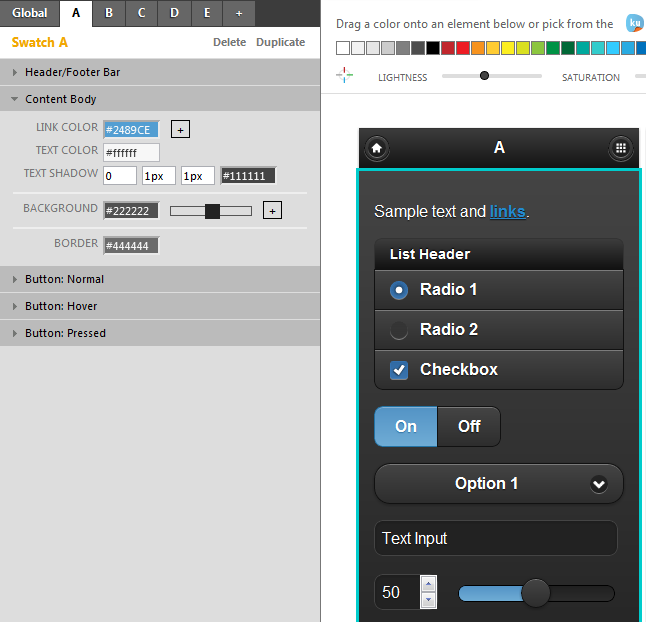 Global A B C D E +
Swatch A Delete Duplicate
Header/Footer Bar
Content Body
LINK COLOR #2489CE +
TEXT COLOR #ffffff
TEXT SHADOW 0 1px 1px #111111
BACKGROUND #222222 +
BORDER #444444
Button: Normal
Button: Hover
Button: Pressed
Drag a color onto an element below or pick from the ku
LIGHTNESS SATURATION
A
Sample text and links.
List Header
Radio 1
Radio 2
Checkbox
On Off
Option 1
Text Input
50